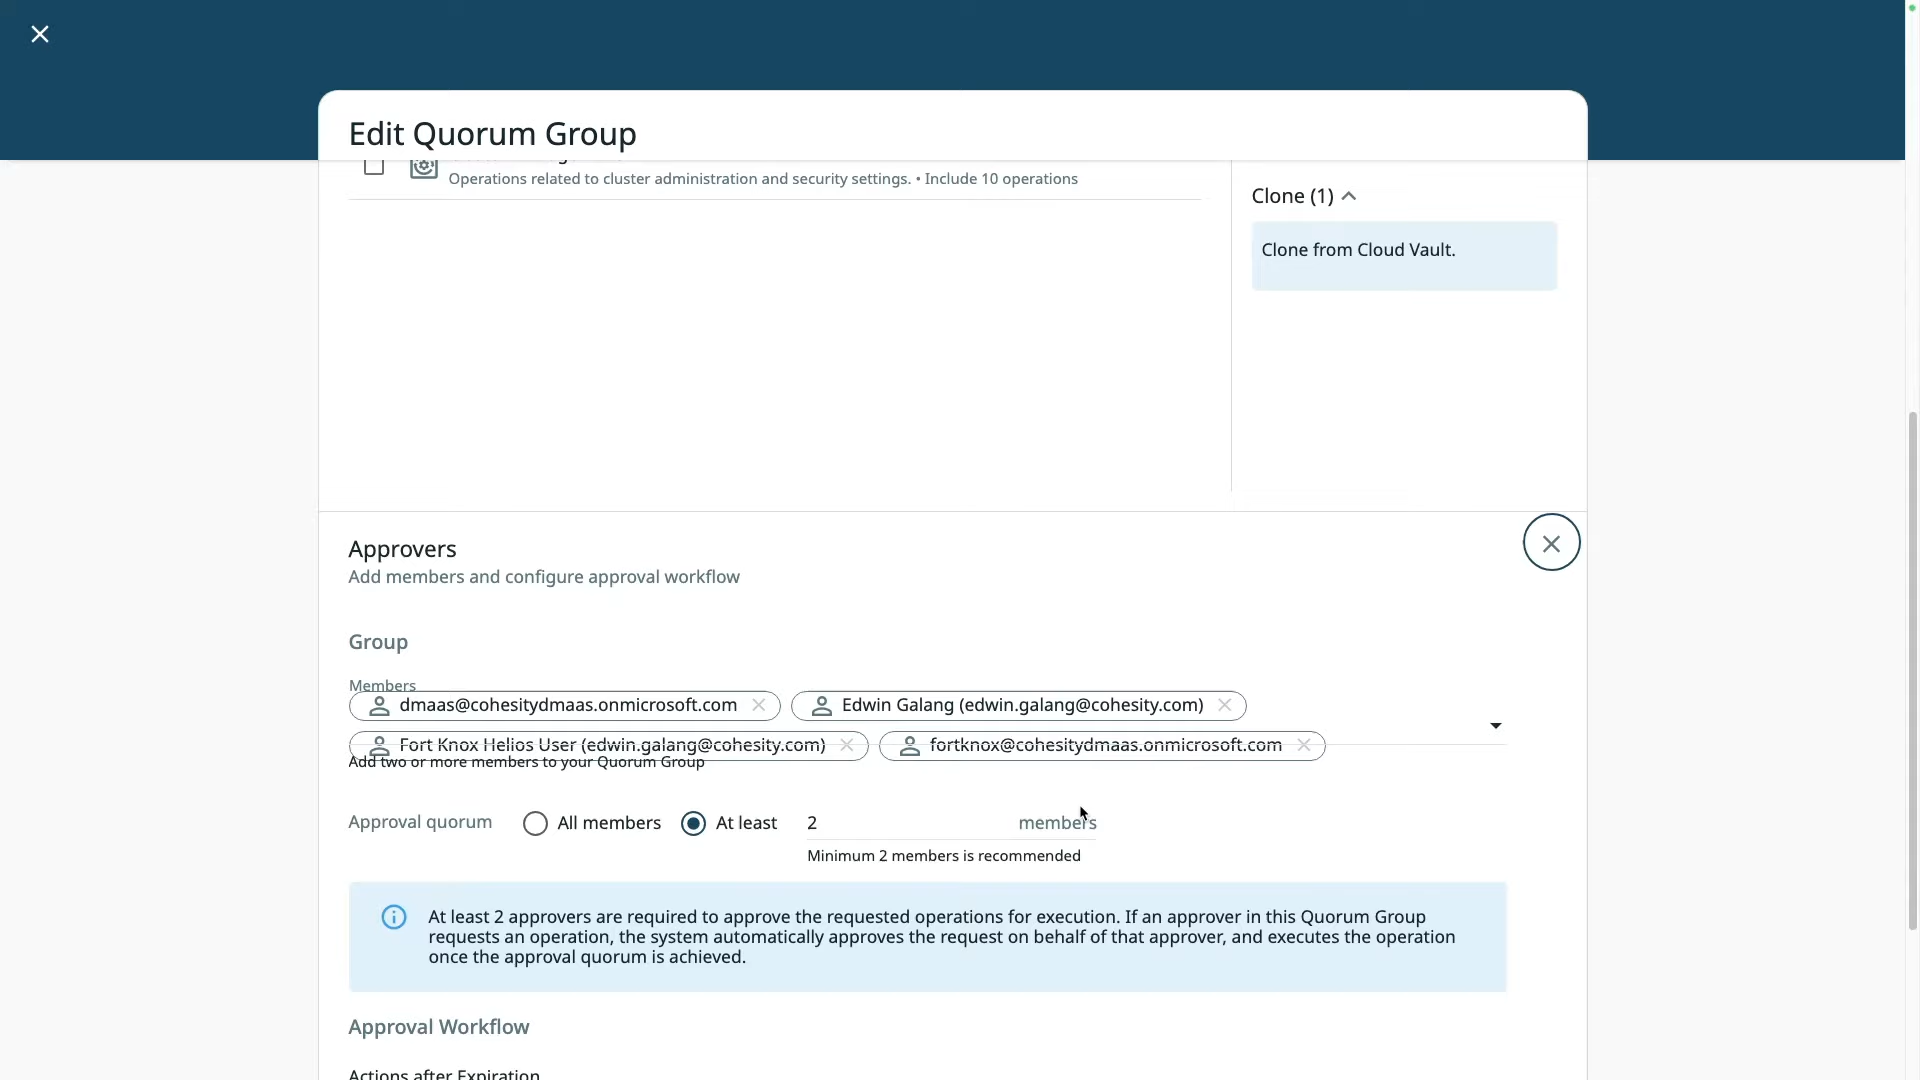 Edit Quorum Group
Operations related to cluster administration and security settings. • Include 10 operations
Clone (1)
Clone from Cloud Vault.
Approvers
Add members and configure approval workflow
Group
Members
dmaas@cohesitydmaas.onmicrosoft.com
Edwin Galang (edwin.galang@cohesity.com)
Fort Knox Helios User (edwin.galang@cohesity.com)
fortknox@cohesitydmaas.onmicrosoft.com
Add two or more members to your Quorum Group
Approval quorum
All members
At least
2
members
Minimum 2 members is recommended
At least 2 approvers are required to approve the requested operations for execution. If an approver in this Quorum Group
requests an operation, the system automatically approves the request on behalf of that approver, and executes the operation
once the approval quorum is achieved.
Approval Workflow
Actions after Expiration